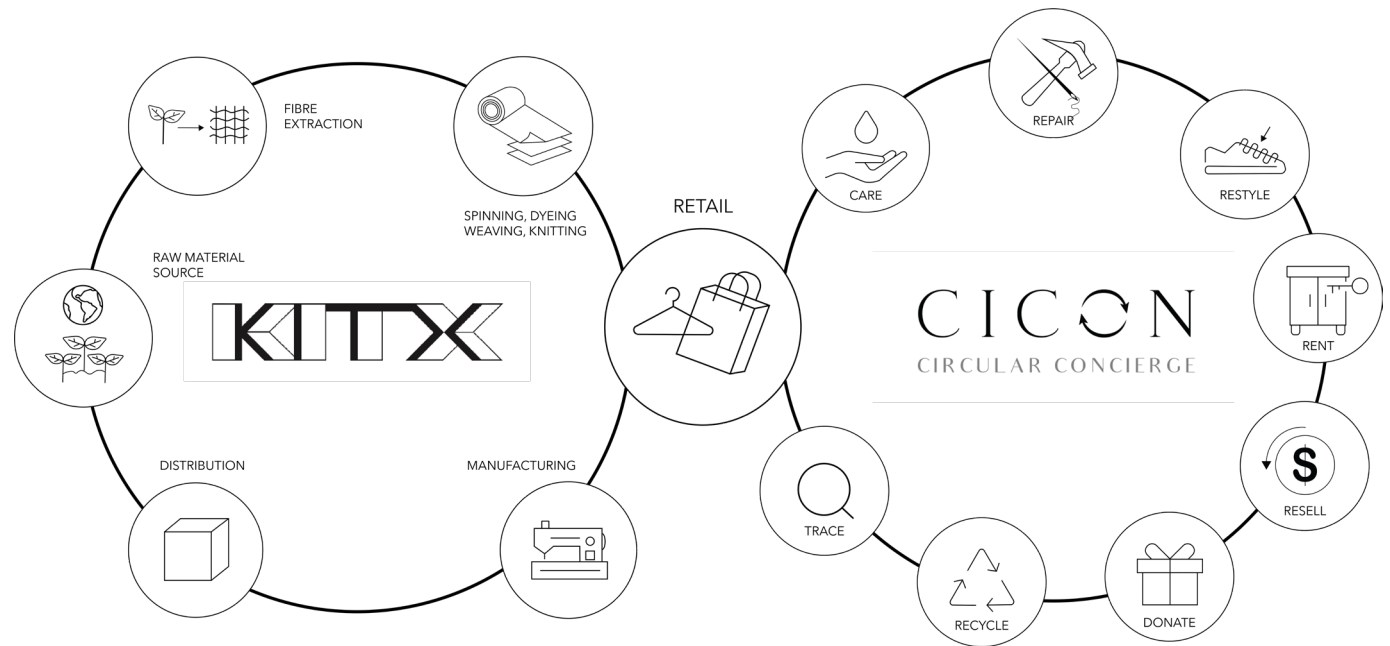 FIBRE
EXTRACTION
SPINNING, DYEING
WEAVING, KNITTING
RAW MATERIAL
SOURCE
KITX
DISTRIBUTION
MANUFACTURING
RETAIL
REPAIR
CARE
RESTYLE
CICON
CIRCULAR CONCIERGE
RENT
$
RESELL
TRACE
RECYCLE
DONATE